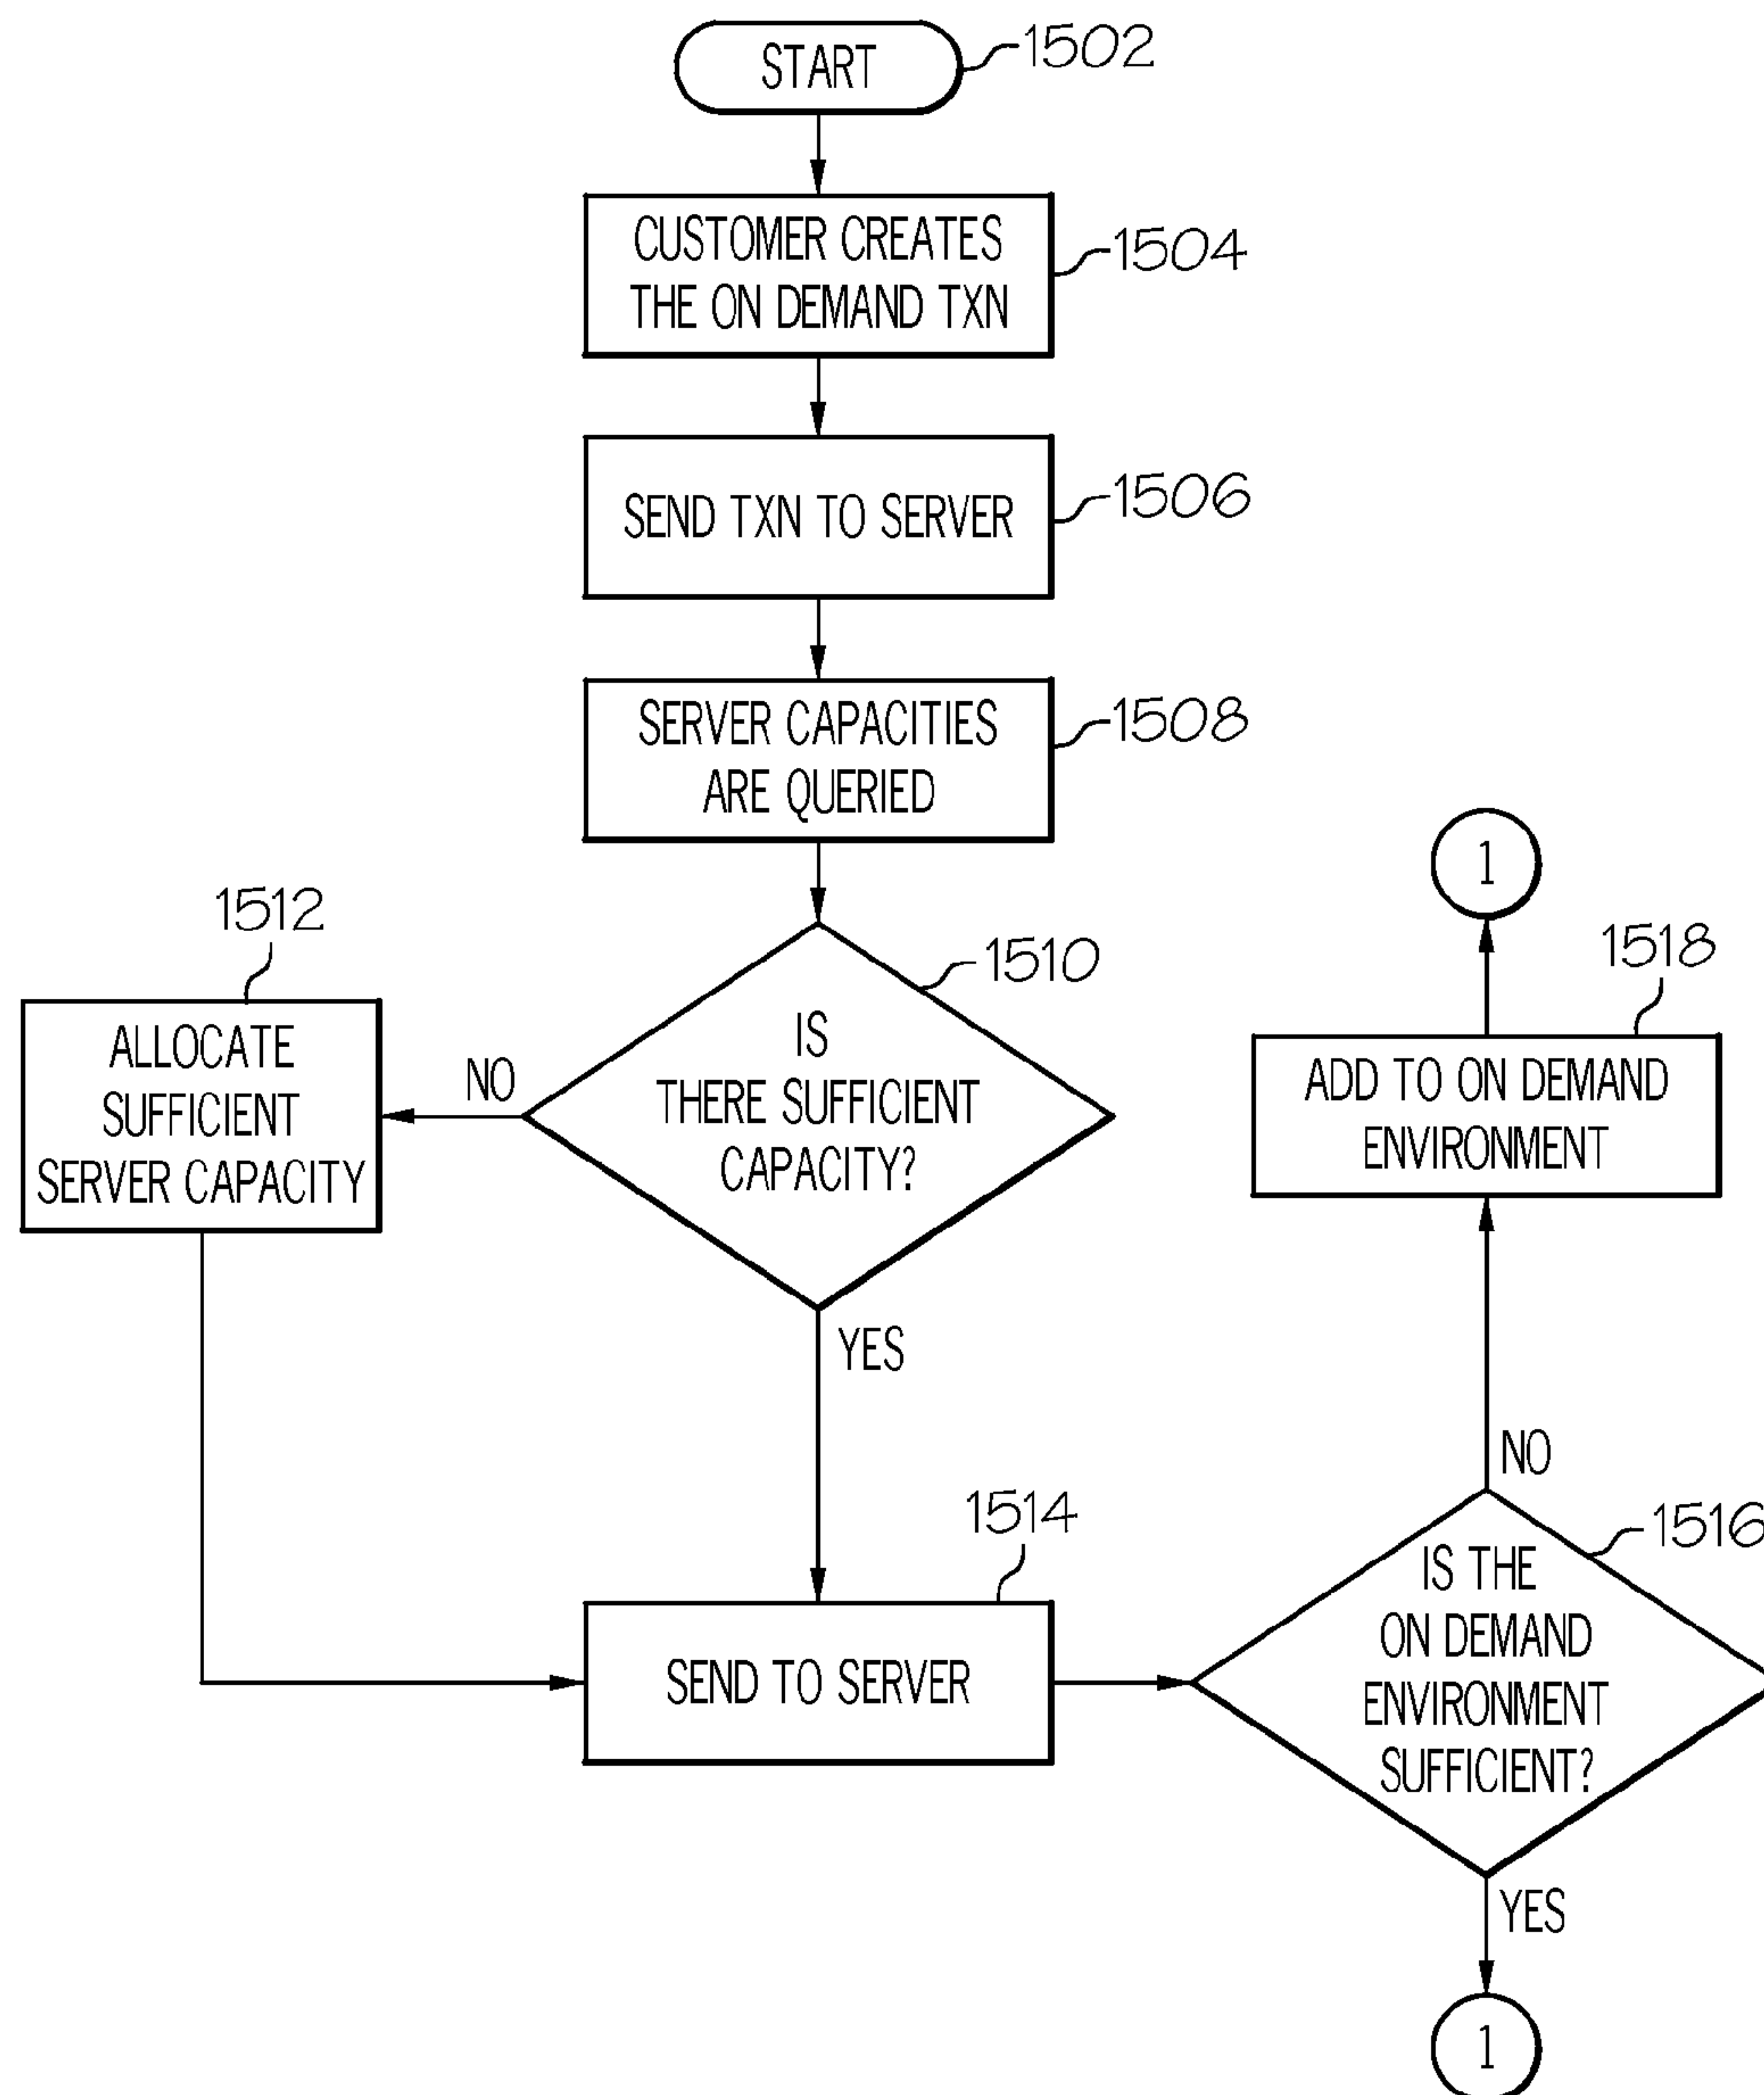 START
1502
CUSTOMER CREATES
THE ON DEMAND TXN
1504
SEND TXN TO SERVER
1506
SERVER CAPACITIES
ARE QUERIED
1508
IS
THERE SUFFICIENT
CAPACITY?
1510
NO
1512
ALLOCATE
SUFFICIENT
SERVER CAPACITY
YES
1514
SEND TO SERVER
1516
IS THE
ON DEMAND
ENVIRONMENT
SUFFICIENT?
NO
1518
ADD TO ON DEMAND
ENVIRONMENT
1
YES
1